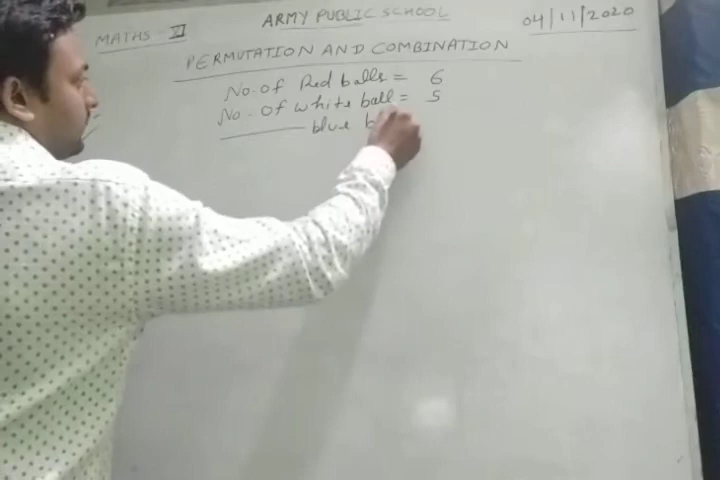 ARMY PUBLIC SCHOOL
04/11/2020
MATHS - XI
PERMUTATION AND COMBINATION
No. of Red balls = 6
No. of white ball = 5
blue b